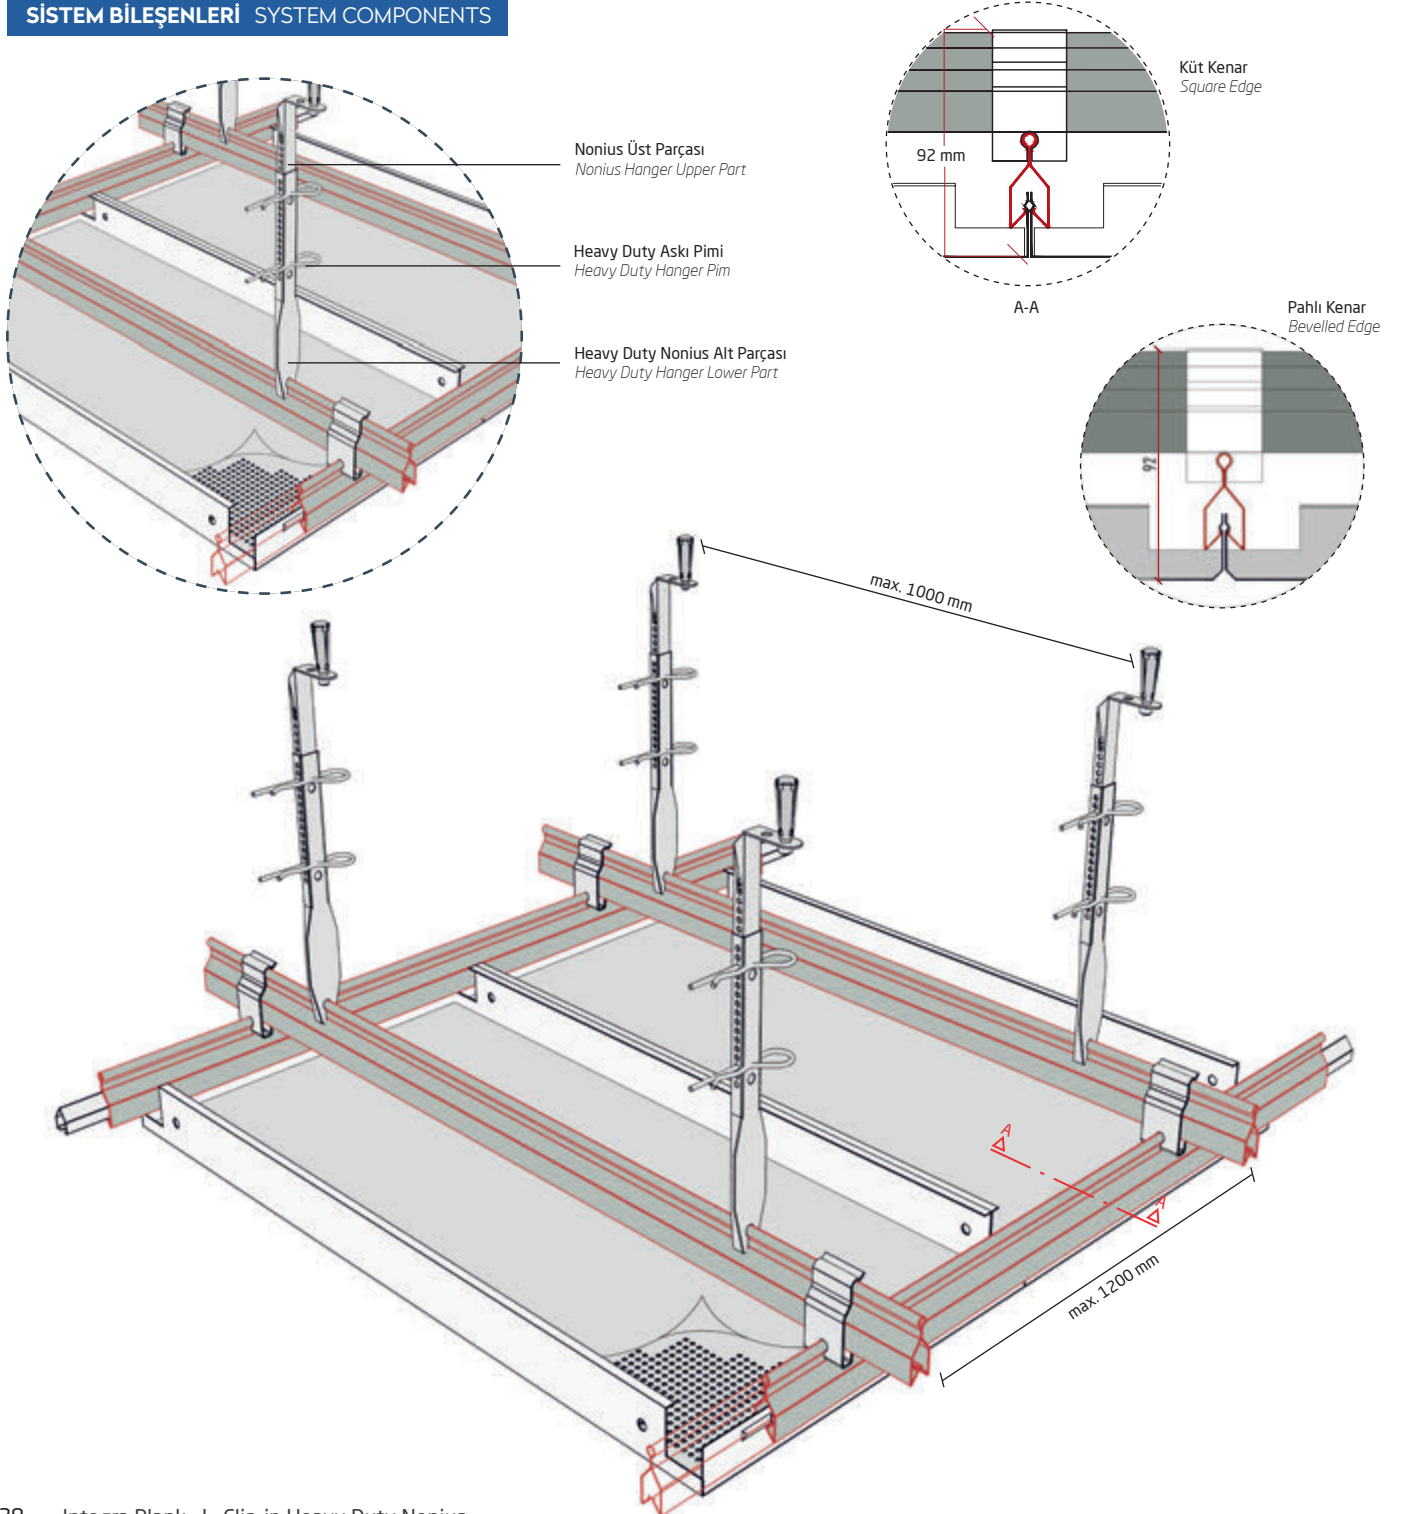 SİSTEM BİLEŞENLERİ SYSTEM COMPONENTS
Küt Kenar
Square Edge
Nonius Üst Parçası
Nonius Hanger Upper Part
92 mm
Heavy Duty Askı Pimi
Heavy Duty Hanger Pim
A-A
Pahlı Kenar
Bevelled Edge
Heavy Duty Nonius Alt Parçası
Heavy Duty Hanger Lower Part
92
max. 1000 mm
A
A
max. 1200 mm